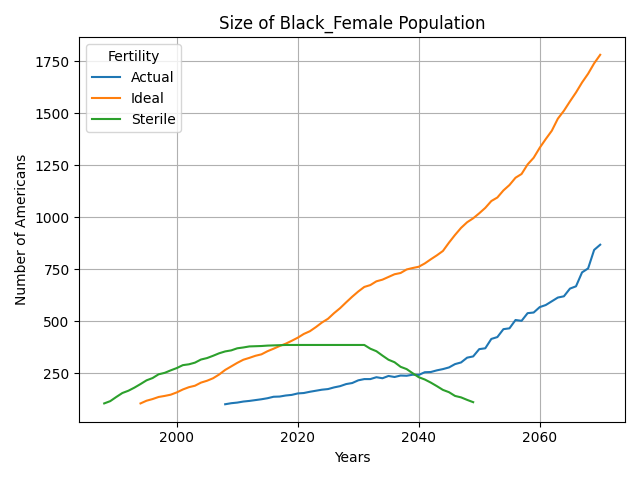 Size of Black_Female Population
Number of Americans
1750
1500
1250
1000
750
500
250
Fertility
Actual
Ideal
Sterile
2000 2020 2040 2060
Years